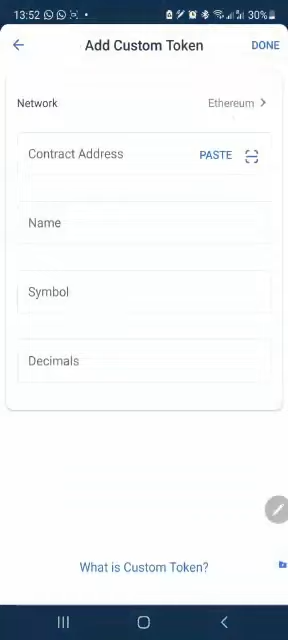 13:52 30%
Add Custom Token DONE
Network Ethereum
Contract Address PASTE
Name
Symbol
Decimals
What is Custom Token?